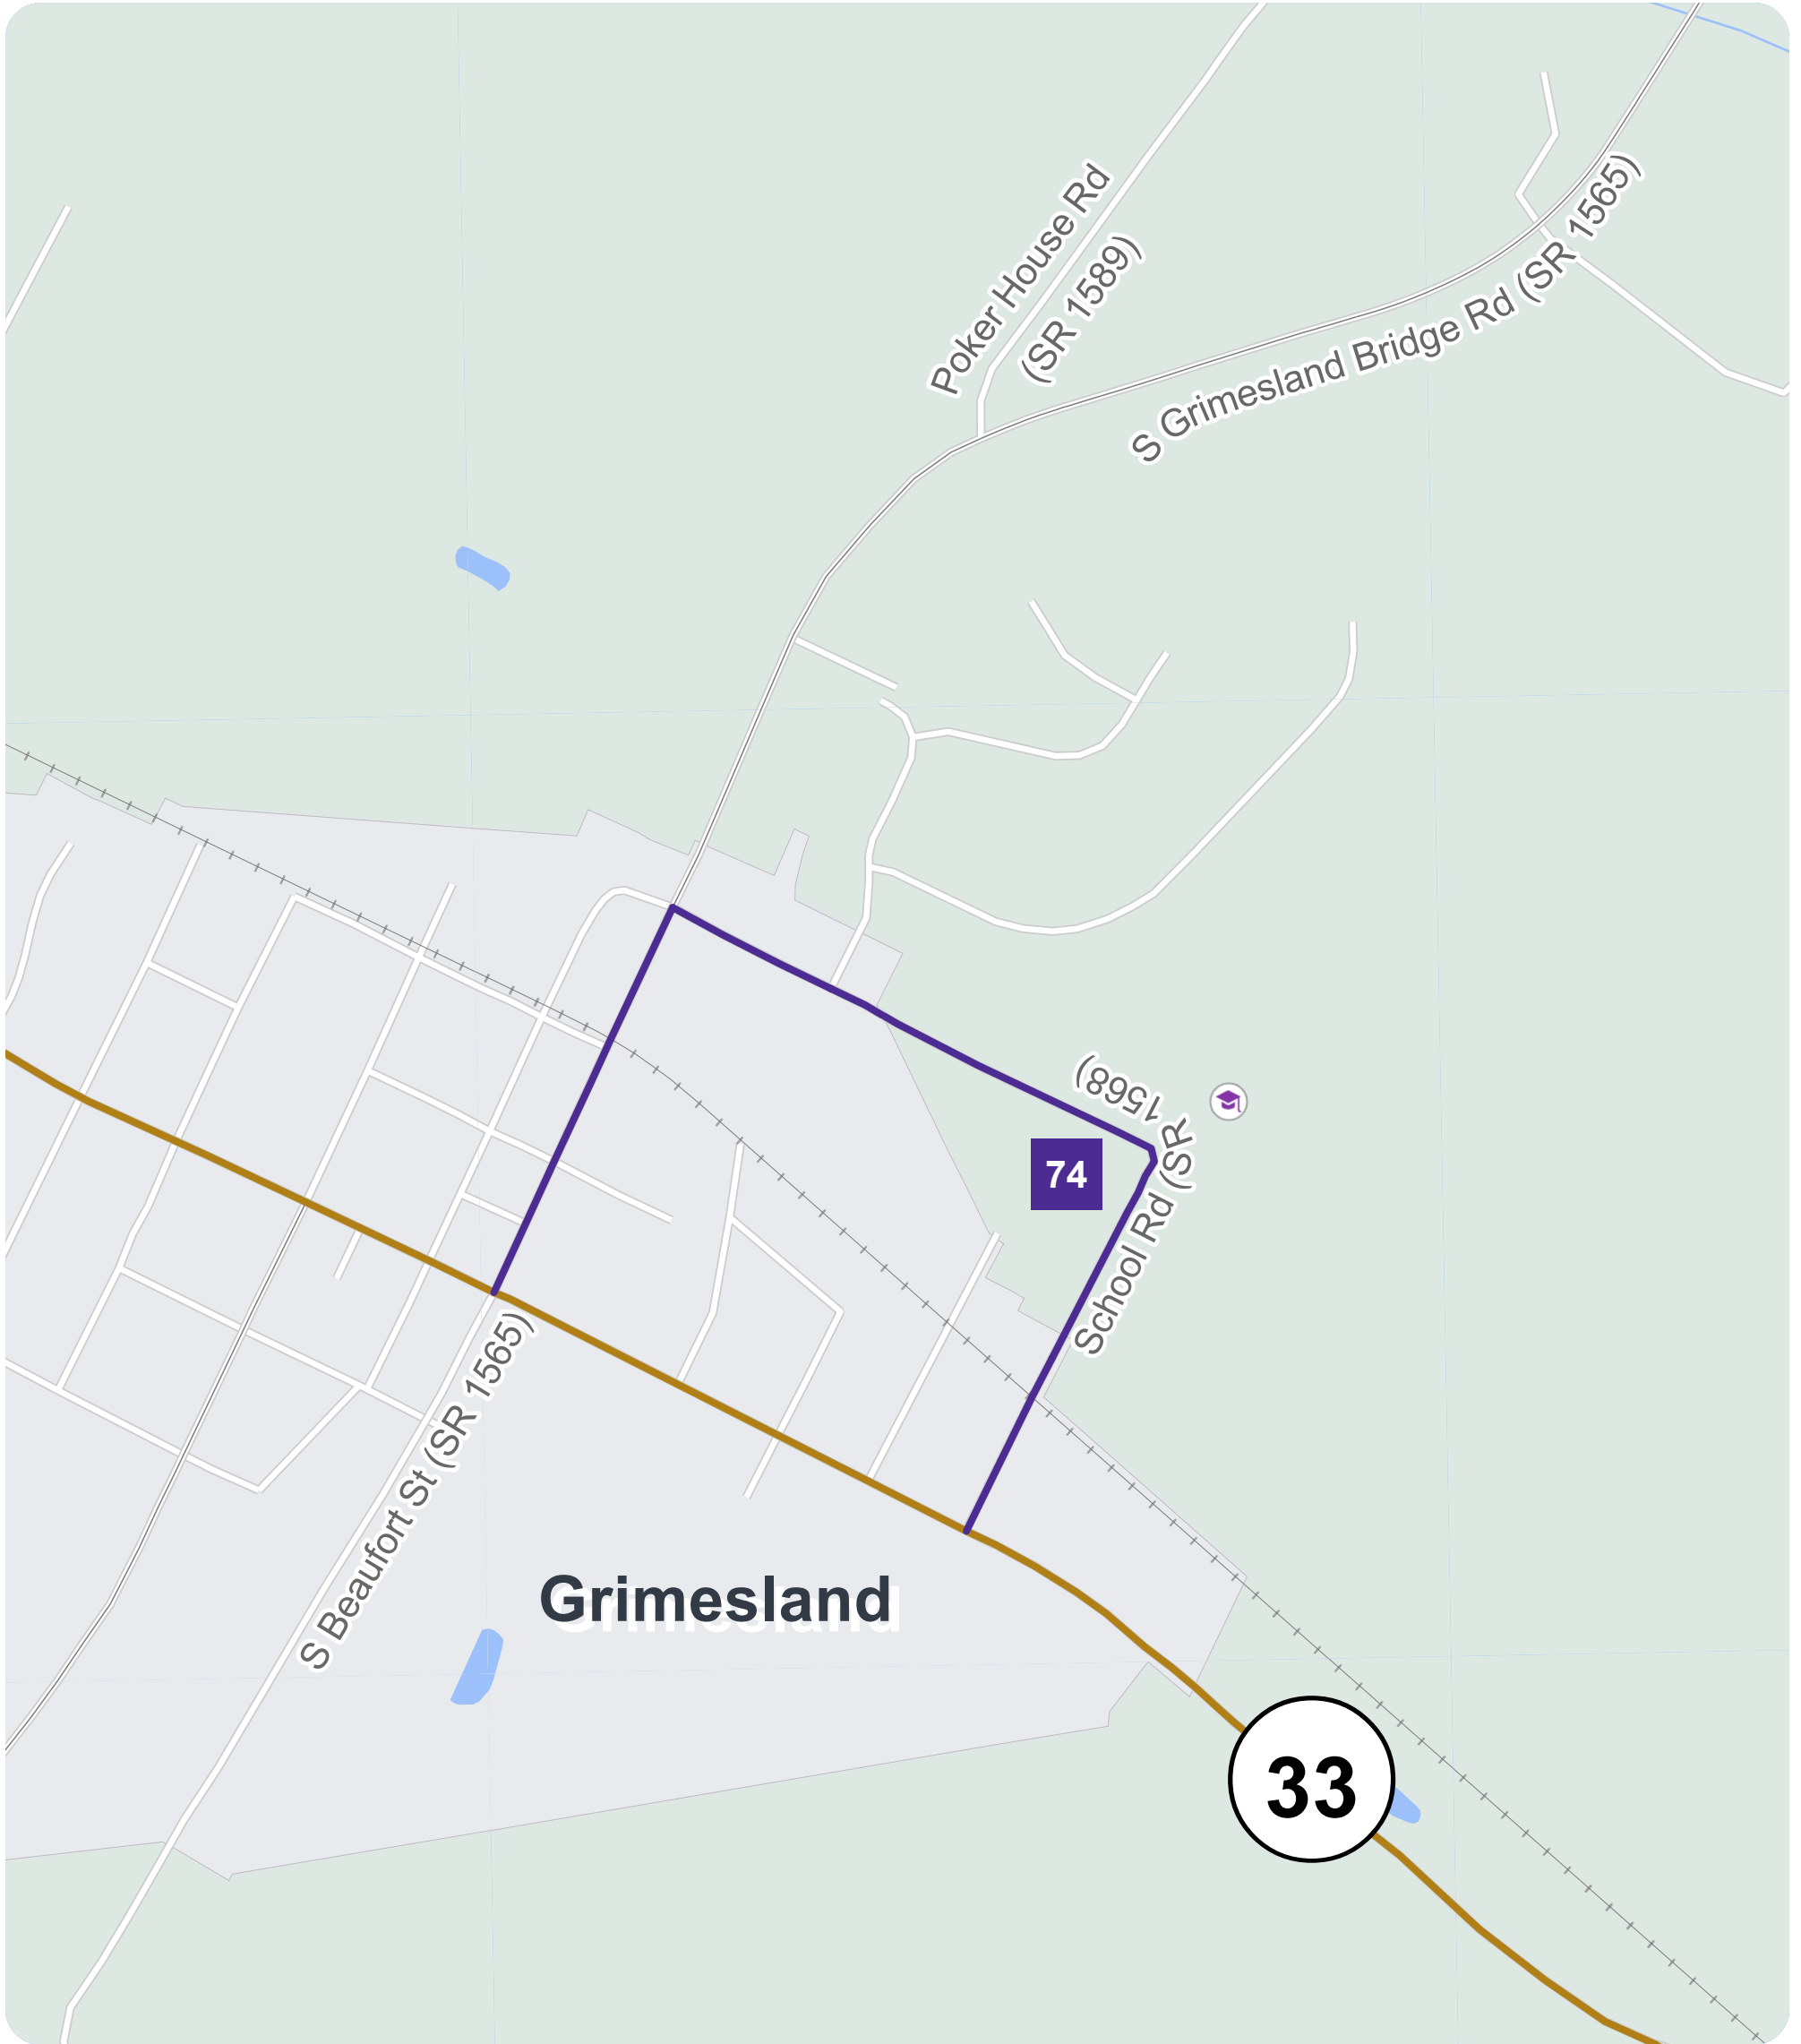 Poker House Rd
(SR 1589)
S Grimesland Bridge Rd (SR 1565)
School Rd (SR 1568)
74
S Beaufort St (SR 1565)
Grimesland
33